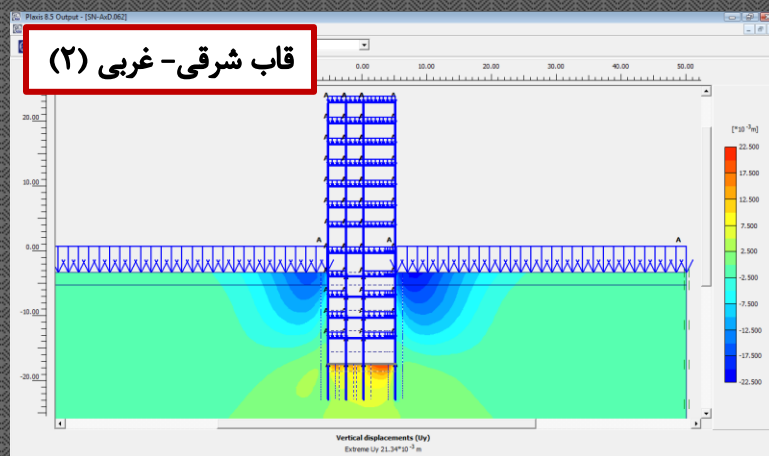 Plaxis 8.5 Output - [SN-AxD.062]
قاب شرقی- غربی (۲)
0.00 10.00 20.00 30.00 40.00 50.00
20.00
10.00
0.00
-10.00
-20.00
A A A A
A A A
[*10 -3 m]
22.500
17.500
12.500
7.500
2.500
-2.500
-7.500
-12.500
-17.500
-22.500
Vertical displacements (Uy)
Extreme Uy 21.34*10 -3 m